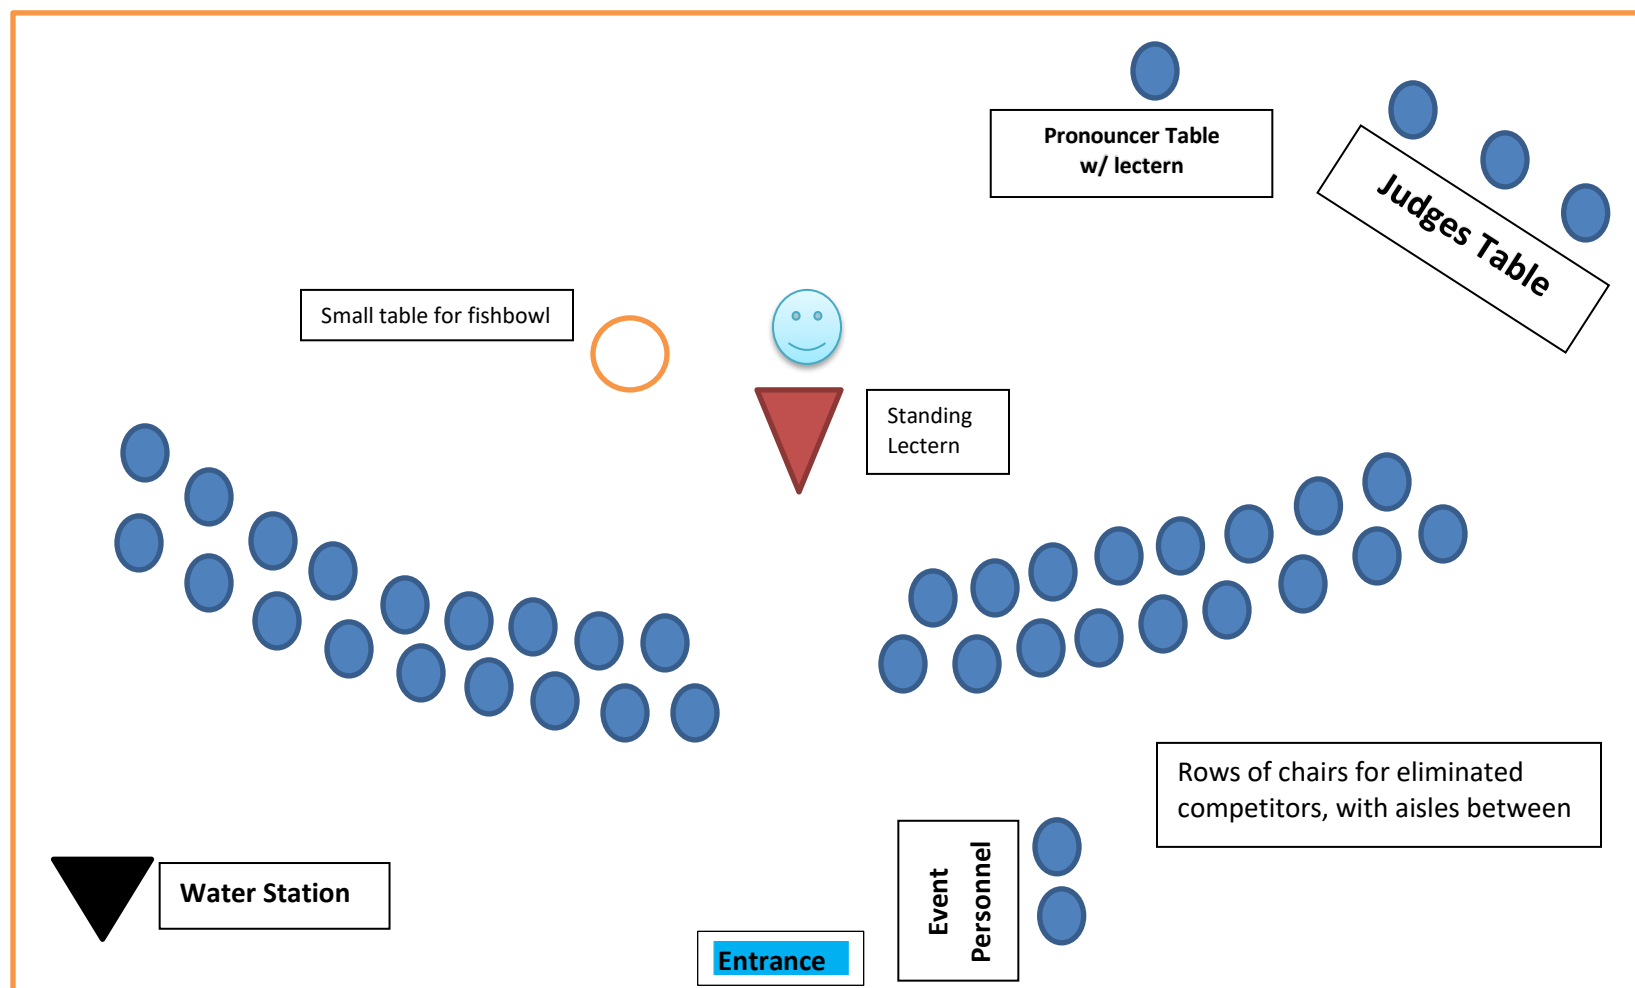 Pronouncer Table
w/ lectern
Judges Table
Small table for fishbowl
Standing
Lectern
Rows of chairs for eliminated
competitors, with aisles between
Event
Personnel
Water Station
Entrance